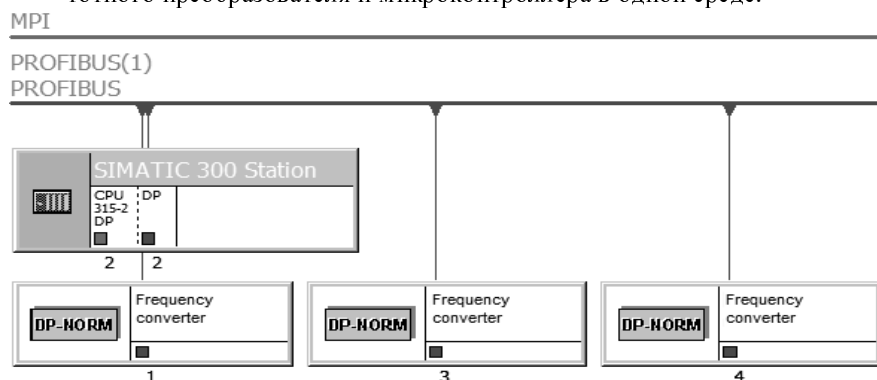 чотного преобразователя и микроконтроллера в одной среде.
MPI
PROFIBUS(1)
PROFIBUS
SIMATIC 300 Station
CPU 315-2 DP
DP
2 2
Frequency converter
DP-NORM
1
Frequency converter
DP-NORM
3
Frequency converter
DP-NORM
4